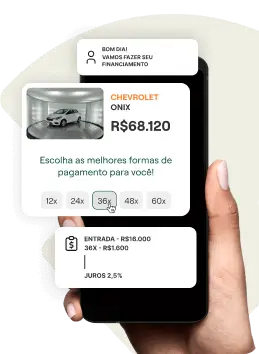 BOM DIA!
VAMOS FAZER SEU
FINANCIAMENTO
CHEVROLET
ONIX
R$68.120
Escolha as melhores formas de
pagamento para você!
12x 24x 36x 48x 60x
ENTRADA - R$16.000
36X - R$1.600
JUROS 2,5%